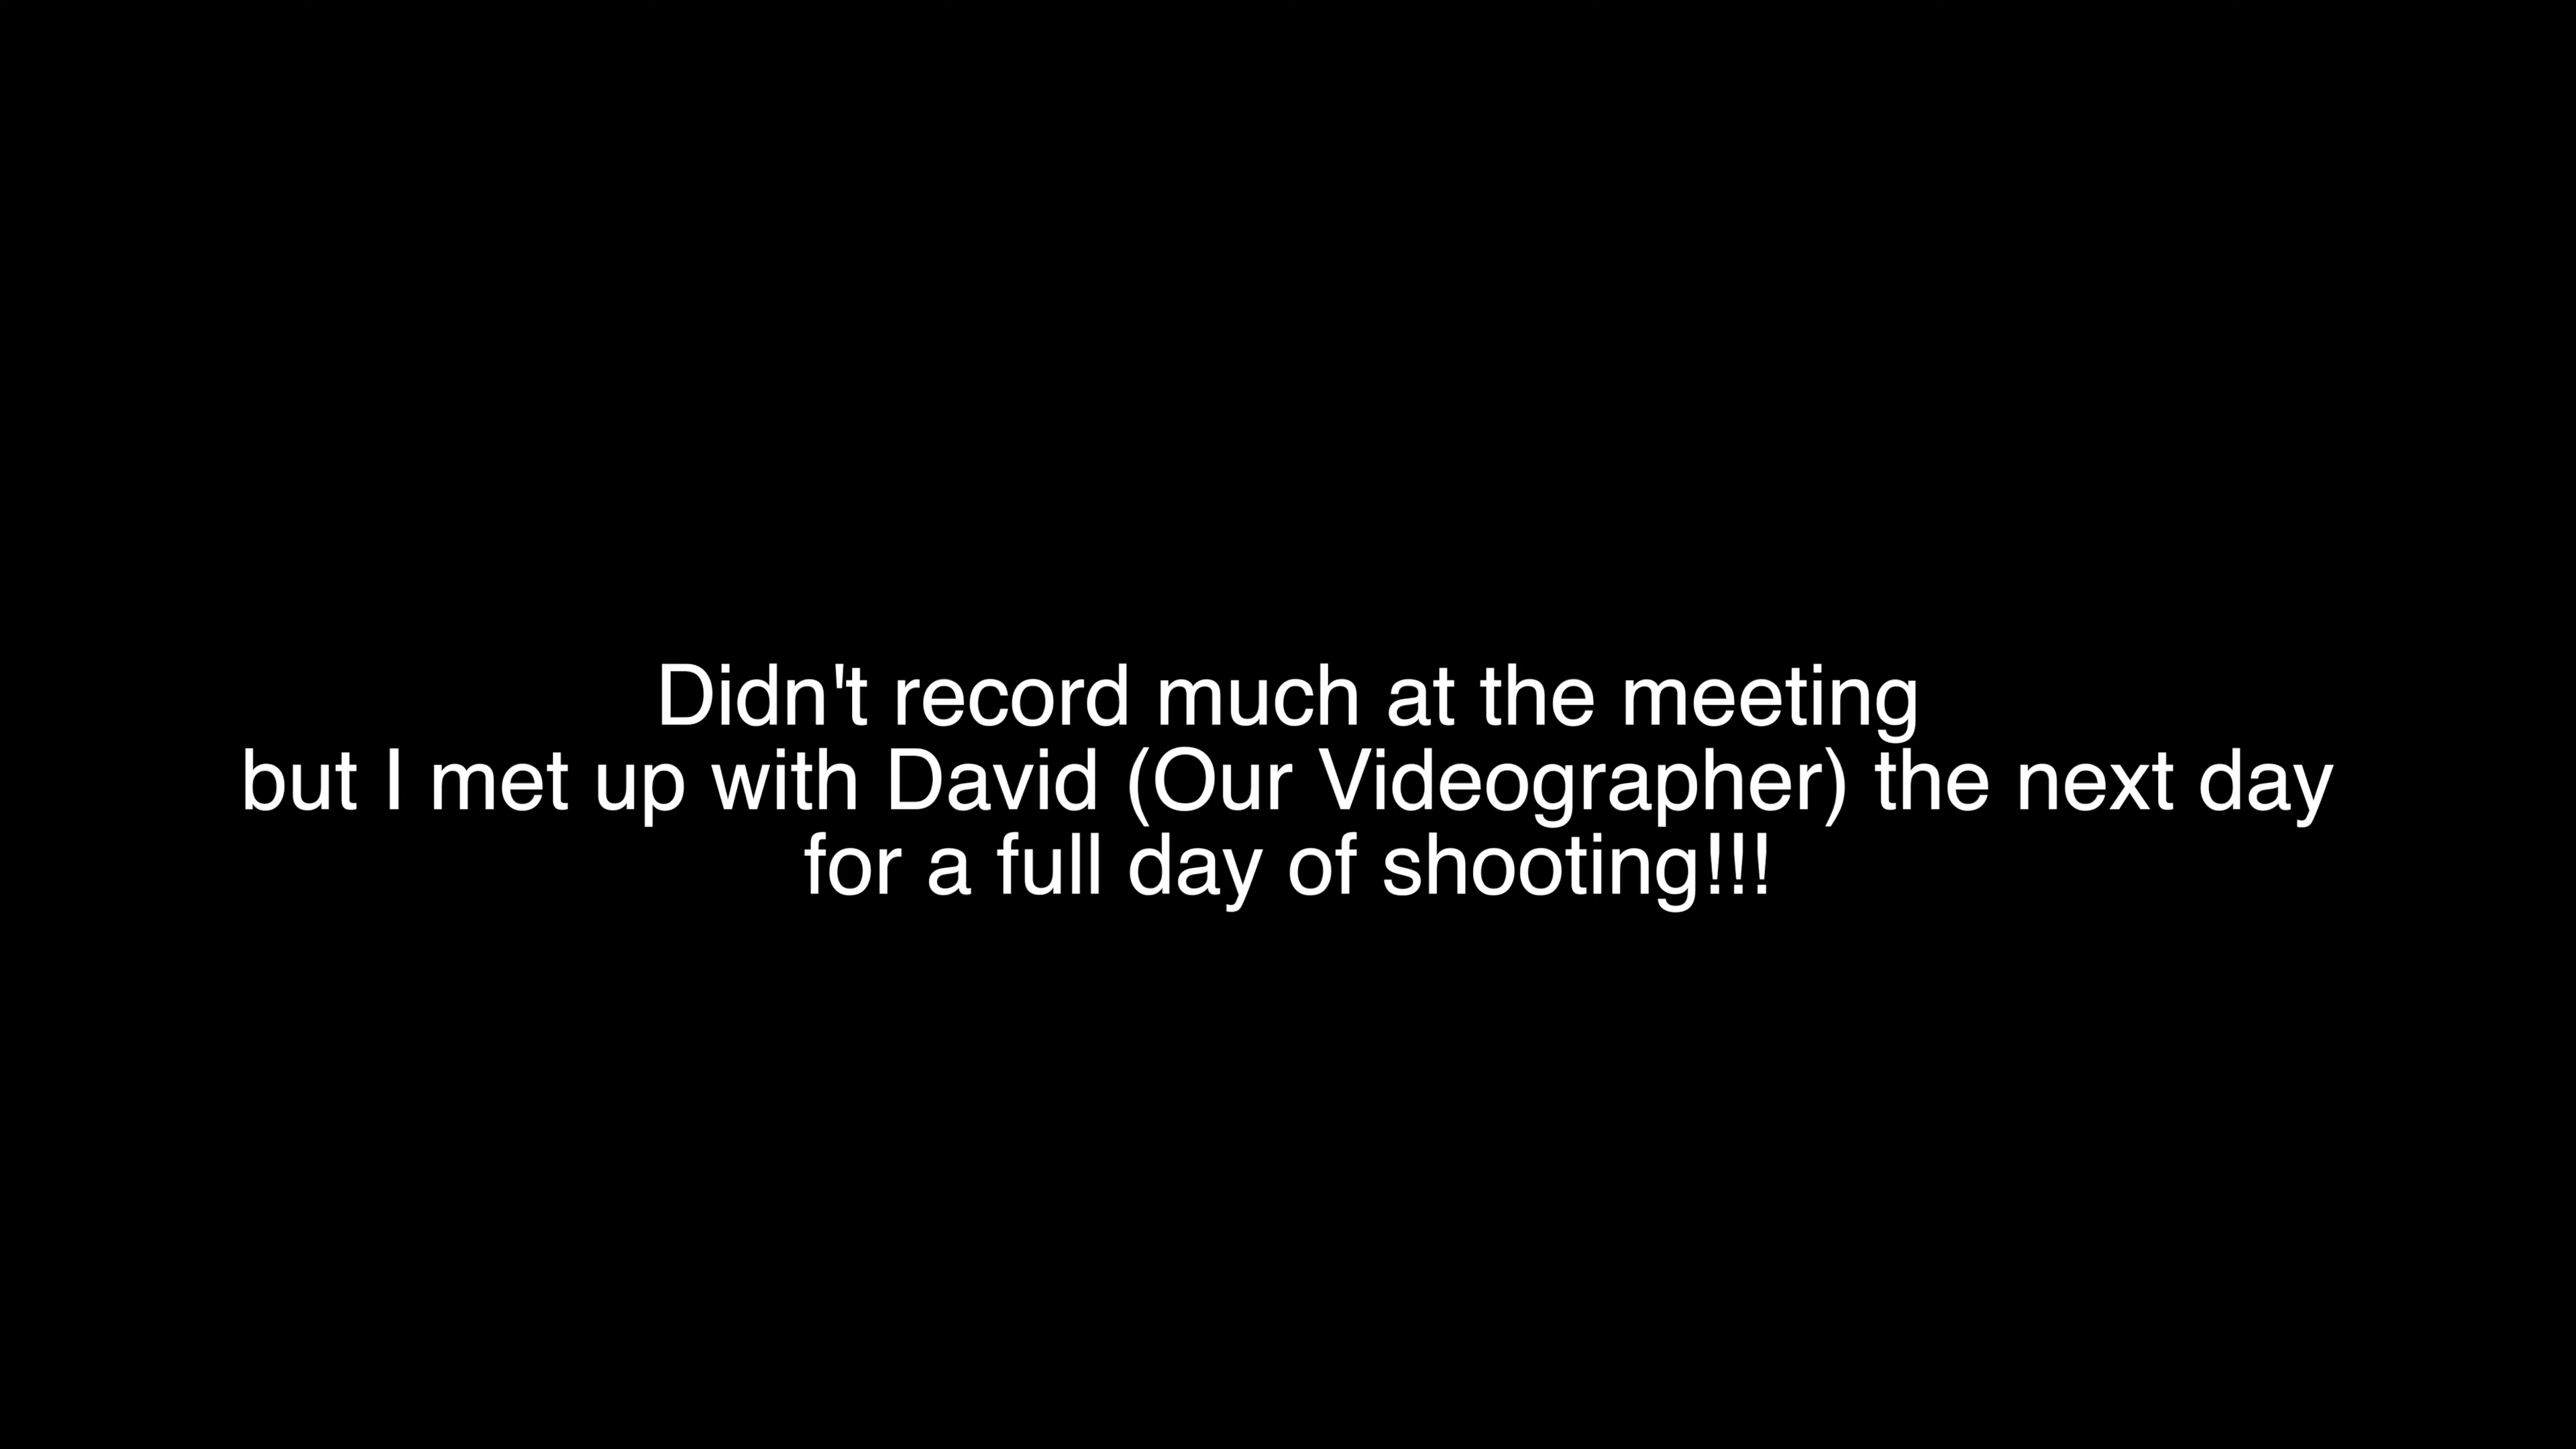 Didn't record much at the meeting
but I met up with David (Our Videographer) the next day
for a full day of shooting!!!